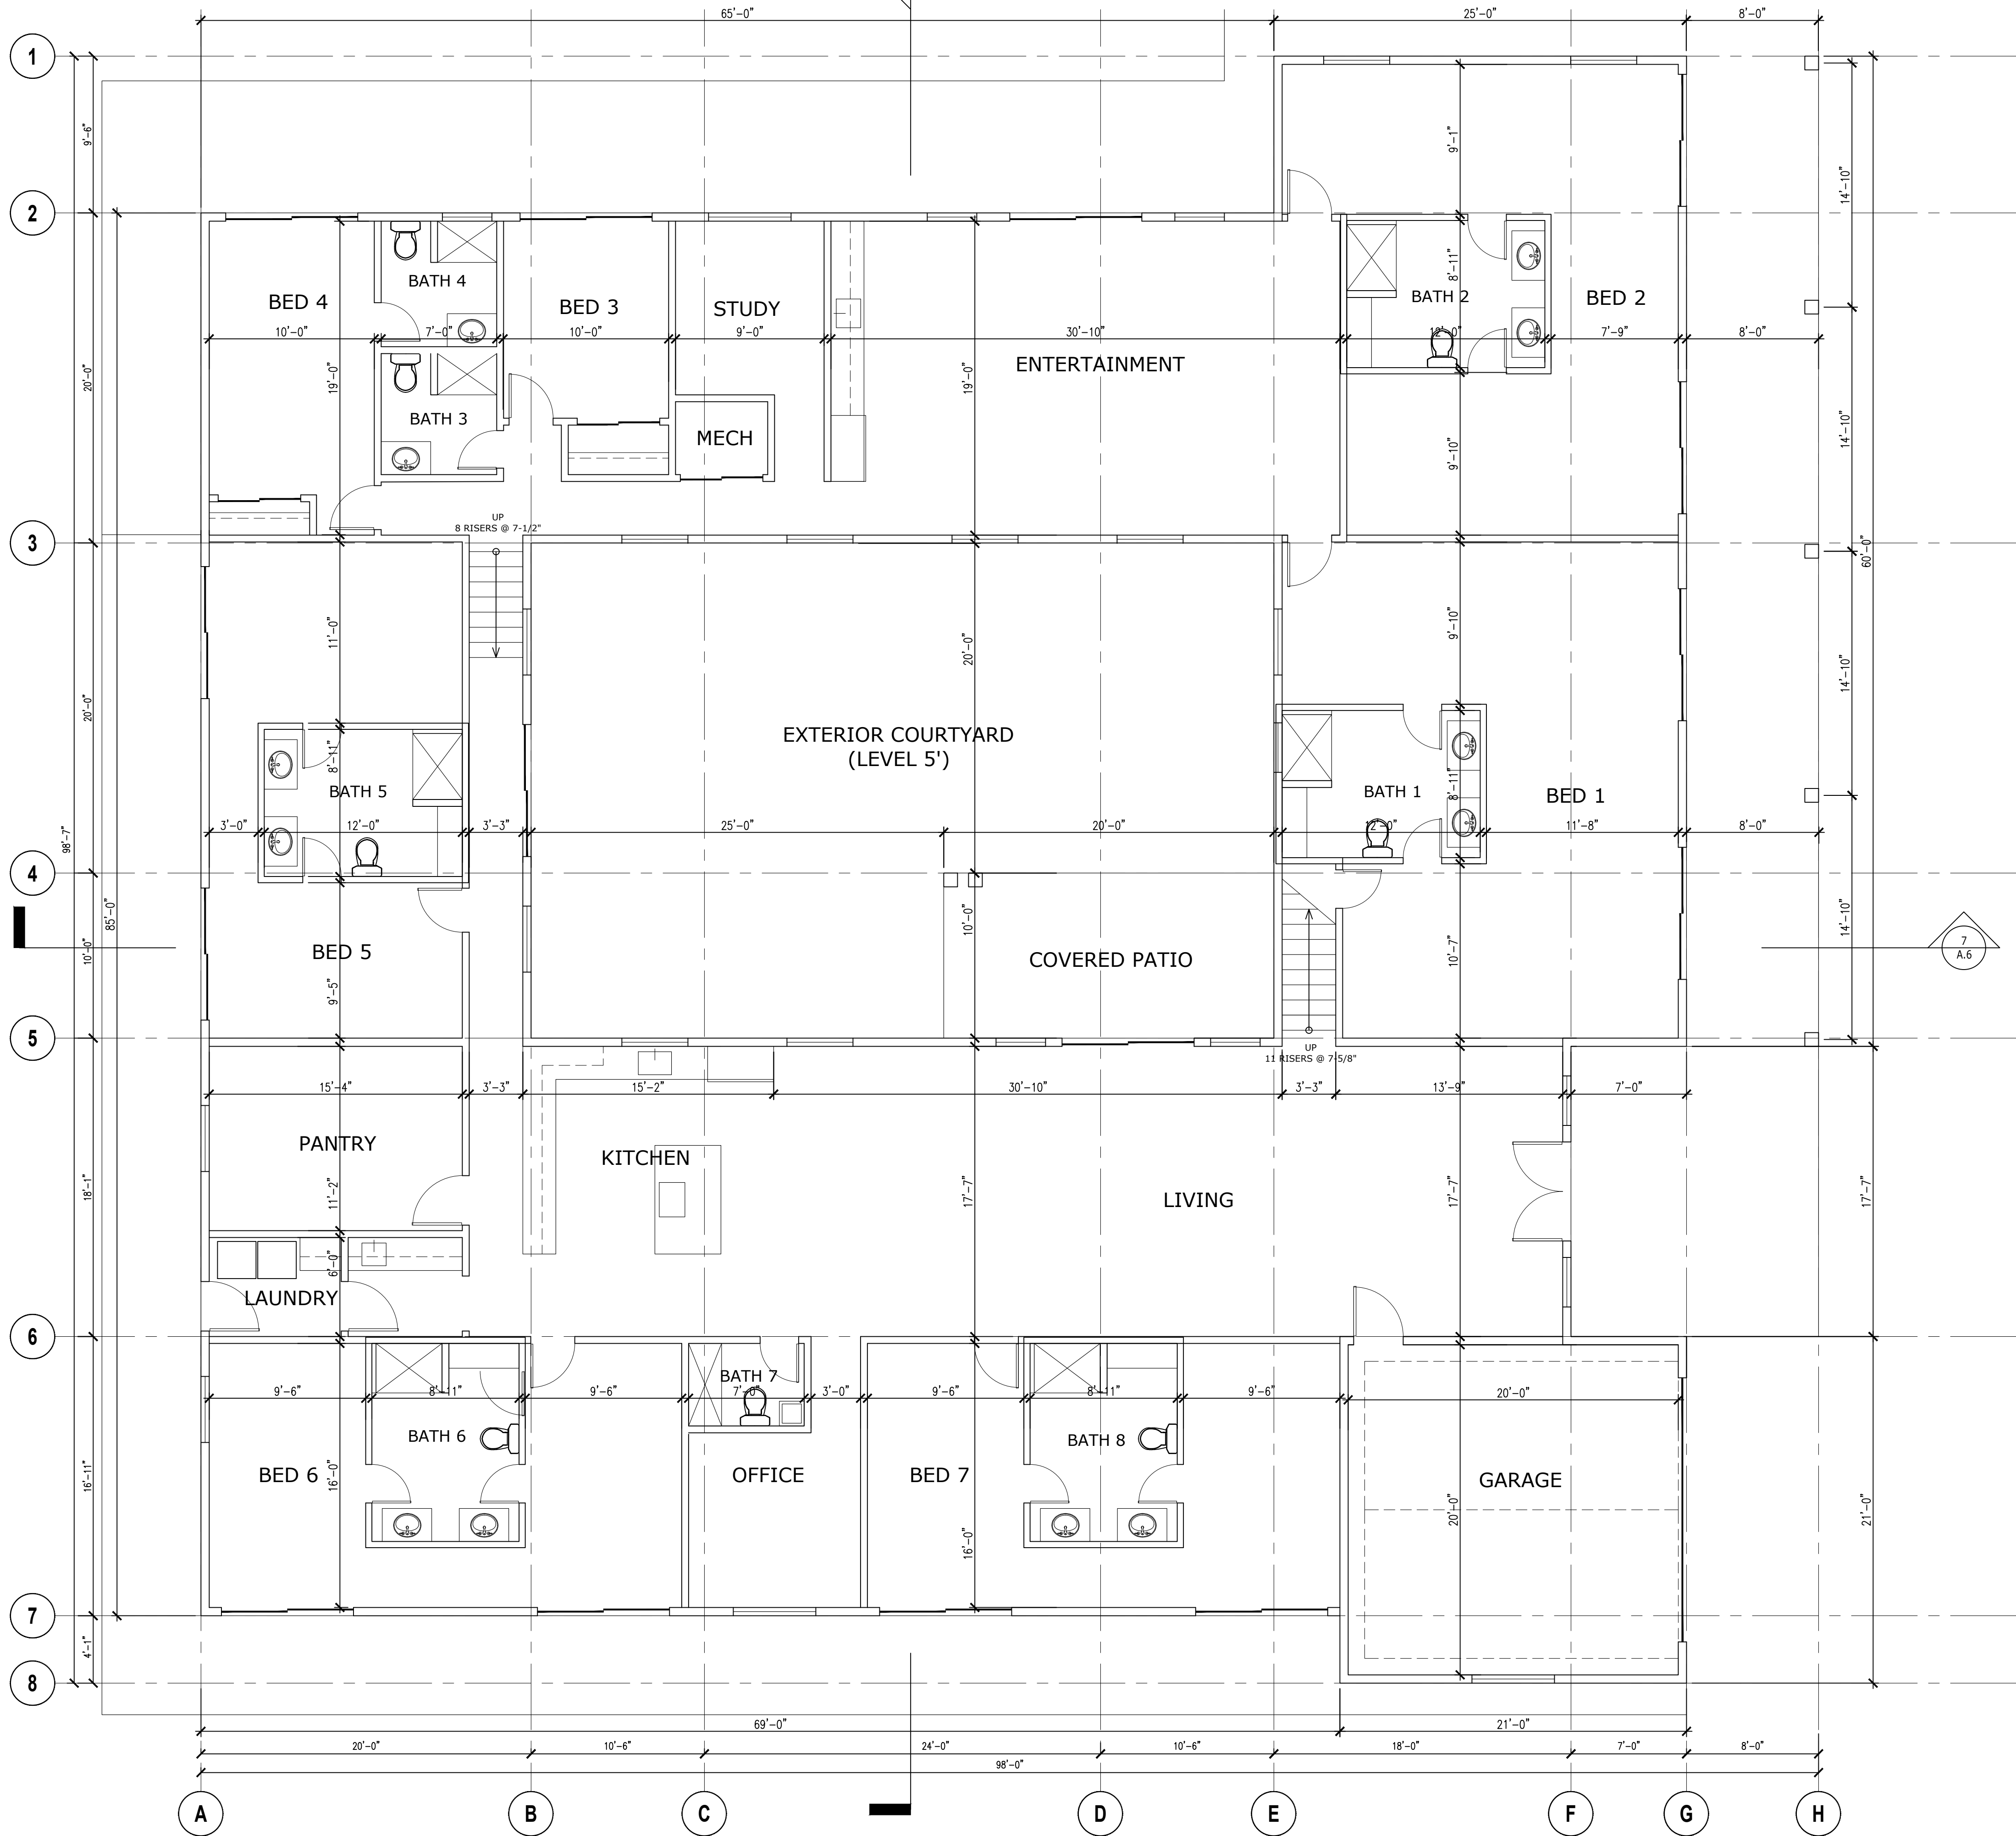 65'-0" 25'-0" 8'-0"
1
9'-6"
9'-1"
14'-10"
2
BATH 4
8'-11"
BED 4
BED 3
STUDY
BATH 2
BED 2
10'-0" 7'-0" 10'-0" 9'-0" 30'-10" 12'-0" 7'-9" 8'-0"
ENTERTAINMENT
20'-0"
19'-0"
19'-0"
BATH 3
MECH
9'-10"
14'-10"
UP
8 RISERS @ 7-1/2"
3
60'-0"
11'-0"
20'-0"
9'-10"
14'-10"
20'-0"
EXTERIOR COURTYARD
(LEVEL 5')
8'-11"
BATH 5
BATH 1
8'-11"
BED 1
3'-0" 12'-0" 3'-3" 25'-0" 20'-0" 12'-0" 11'-8" 8'-0"
98'-7"
4
85'-0"
10'-0"
10'-0"
14'-10"
BED 5
COVERED PATIO
10'-7"
7
A.6
9'-5"
5
UP
11 RISERS @ 7-5/8"
15'-4" 3'-3" 15'-2" 30'-10" 3'-3" 13'-9" 7'-0"
PANTRY
KITCHEN
18'-1"
11'-2"
LIVING
17'-7"
17'-7"
17'-7"
6'-0"
LAUNDRY
6
BATH 7
9'-6" 8'-11" 9'-6" 7'-0" 3'-0" 9'-6" 8'-11" 9'-6" 20'-0"
BATH 6
BATH 8
BED 6
16'-0"
OFFICE
BED 7
GARAGE
16'-11"
16'-0"
20'-0"
21'-0"
7
4'-1"
8
69'-0" 21'-0"
20'-0" 10'-6" 24'-0" 10'-6" 18'-0" 7'-0" 8'-0"
98'-0"
A B C D E F G H